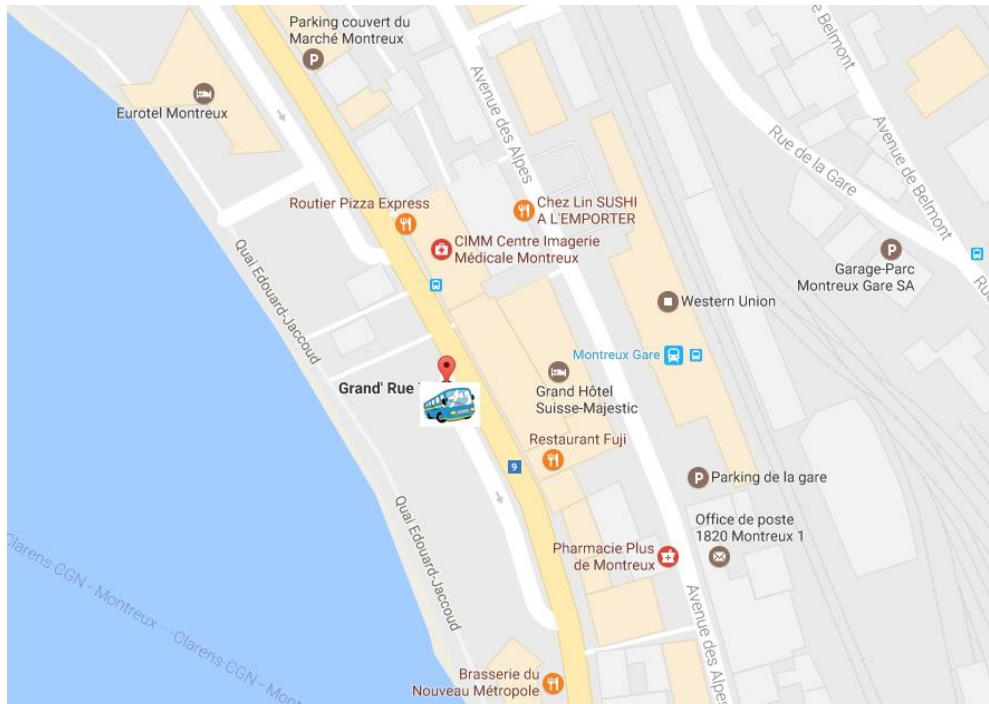 Parking couvert du
Marché Montreux
P
Eurotel Montreux
Avenue des Alpes
de Belmont
Avenue de Belmont
Rue de la Gare
Rue
Routier Pizza Express
Chez Lin SUSHI
A L'EMPORTER
CIMM Centre Imagerie
Médicale Montreux
P
Garage-Parc
Montreux Gare SA
Quai Edouard-Jaccoud
Western Union
Montreux Gare
Grand' Rue
Grand Hôtel
Suisse-Majestic
Restaurant Fuji
9
P
Parking de la gare
Quai Edouard-Jaccoud
Office de poste
1820 Montreux 1
Pharmacie Plus
de Montreux
Avenue des Alpes
Clarens CGN - Montreux - Clarens CGN - Mont
Brasserie du
Nouveau Métropole